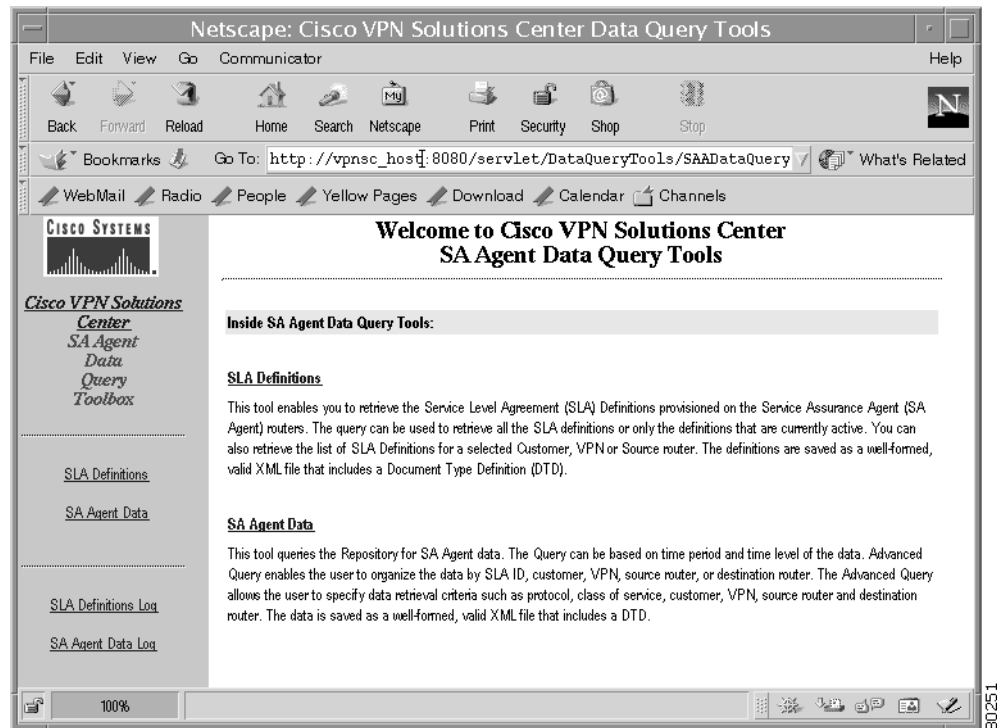 Netscape: Cisco VPN Solutions Center Data Query Tools
File Edit View Go Communicator Help
Back Forward Reload Home Search Netscape Print Security Shop Stop
My
N
Bookmarks Go To: http://vpnsc_host:8080/servlet/DataQueryTools/SAADataQuery What's Related
WebMail Radio People Yellow Pages Download Calendar Channels
CISCO SYSTEMS
Cisco VPN Solutions
Center
SA Agent
Data
Query
Toolbox
SLA Definitions
SA Agent Data
SLA Definitions Log
SA Agent Data Log
Welcome to Cisco VPN Solutions Center
SA Agent Data Query Tools
Inside SA Agent Data Query Tools:
SLA Definitions
This tool enables you to retrieve the Service Level Agreement (SLA) Definitions provisioned on the Service Assurance Agent (SA
Agent) routers. The query can be used to retrieve all the SLA definitions or only the definitions that are currently active. You can
also retrieve the list of SLA Definitions for a selected Customer, VPN or Source router. The definitions are saved as a well-formed,
valid XML file that includes a Document Type Definition (DTD).
SA Agent Data
This tool queries the Repository for SA Agent data. The Query can be based on time period and time level of the data. Advanced
Query enables the user to organize the data by SLA ID, customer, VPN, source router, or destination router. The Advanced Query
allows the user to specify data retrieval criteria such as protocol, class of service, customer, VPN, source router and destination
router. The data is saved as a well-formed, valid XML file that includes a DTD.
100%
30251